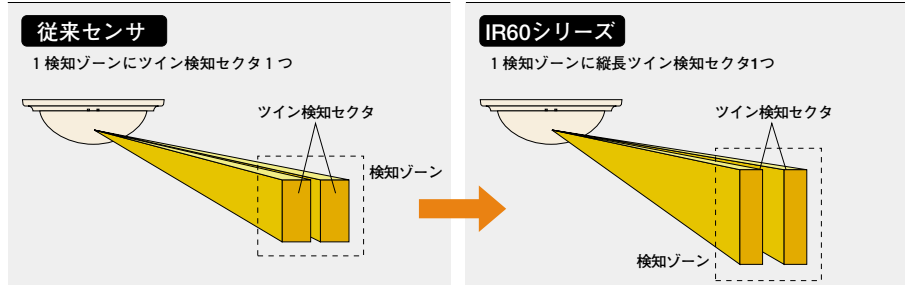 従来センサ
1検知ゾーンにツイン検知セクタ1つ
ツイン検知セクタ
検知ゾーン
IR60シリーズ
1検知ゾーンに縦長ツイン検知セクタ1つ
ツイン検知セクタ
検知ゾーン